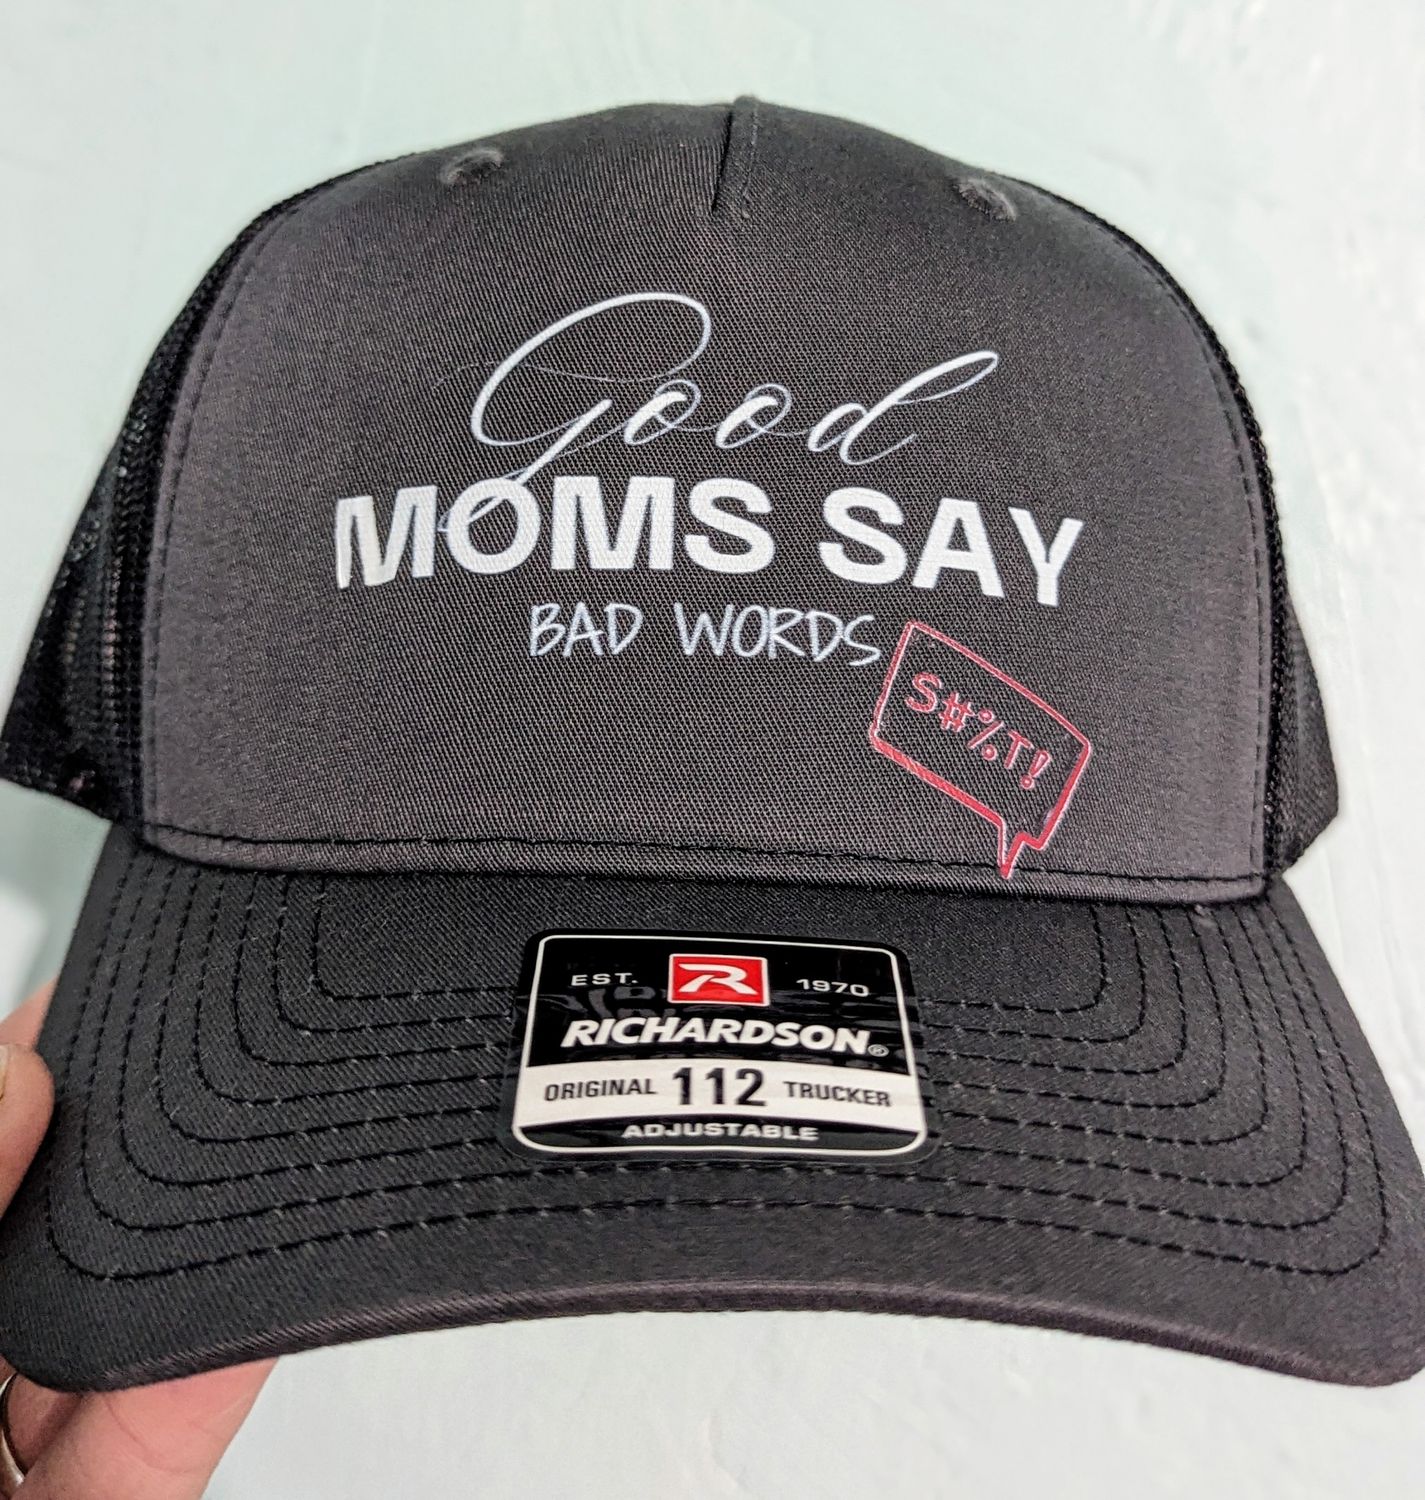 Good
MOMS SAY
BAD WORDS
S#%T!
EST. R 1970
RICHARDSON®
ORIGINAL 112 TRUCKER
ADJUSTABLE